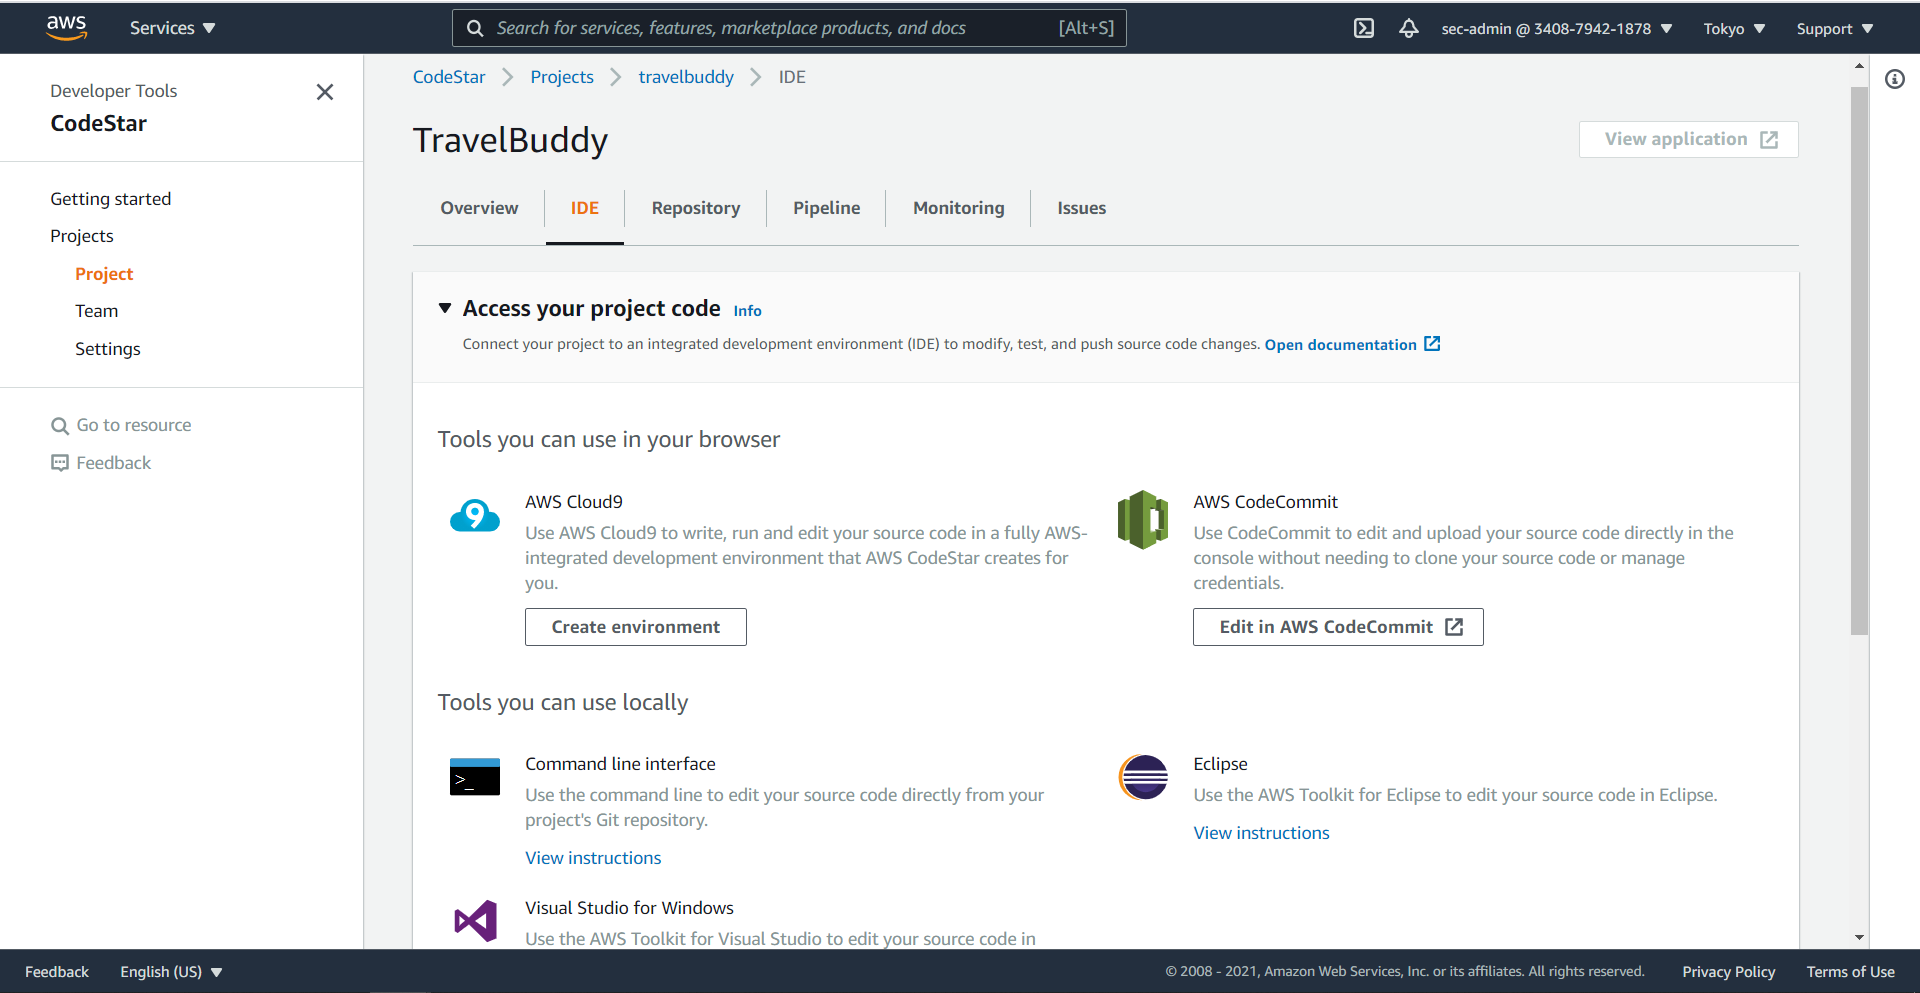 aws
Services
Search for services, features, marketplace products, and docs
[Alt+S]
sec-admin @ 3408-7942-1878
Tokyo
Support
Developer Tools
CodeStar
Getting started
Projects
Project
Team
Settings
Go to resource
Feedback
CodeStar
Projects
travelbuddy
IDE
TravelBuddy
View application
Overview
IDE
Repository
Pipeline
Monitoring
Issues
Access your project code Info
Connect your project to an integrated development environment (IDE) to modify, test, and push source code changes. Open documentation
Tools you can use in your browser
9
AWS Cloud9
Use AWS Cloud9 to write, run and edit your source code in a fully AWS-
integrated development environment that AWS CodeStar creates for
you.
Create environment
AWS CodeCommit
Use CodeCommit to edit and upload your source code directly in the
console without needing to clone your source code or manage
credentials.
Edit in AWS CodeCommit
Tools you can use locally
>_
Command line interface
Use the command line to edit your source code directly from your
project's Git repository.
View instructions
Eclipse
Use the AWS Toolkit for Eclipse to edit your source code in Eclipse.
View instructions
Visual Studio for Windows
Use the AWS Toolkit for Visual Studio to edit your source code in
Feedback
English (US)
© 2008 - 2021, Amazon Web Services, Inc. or its affiliates. All rights reserved.
Privacy Policy
Terms of Use